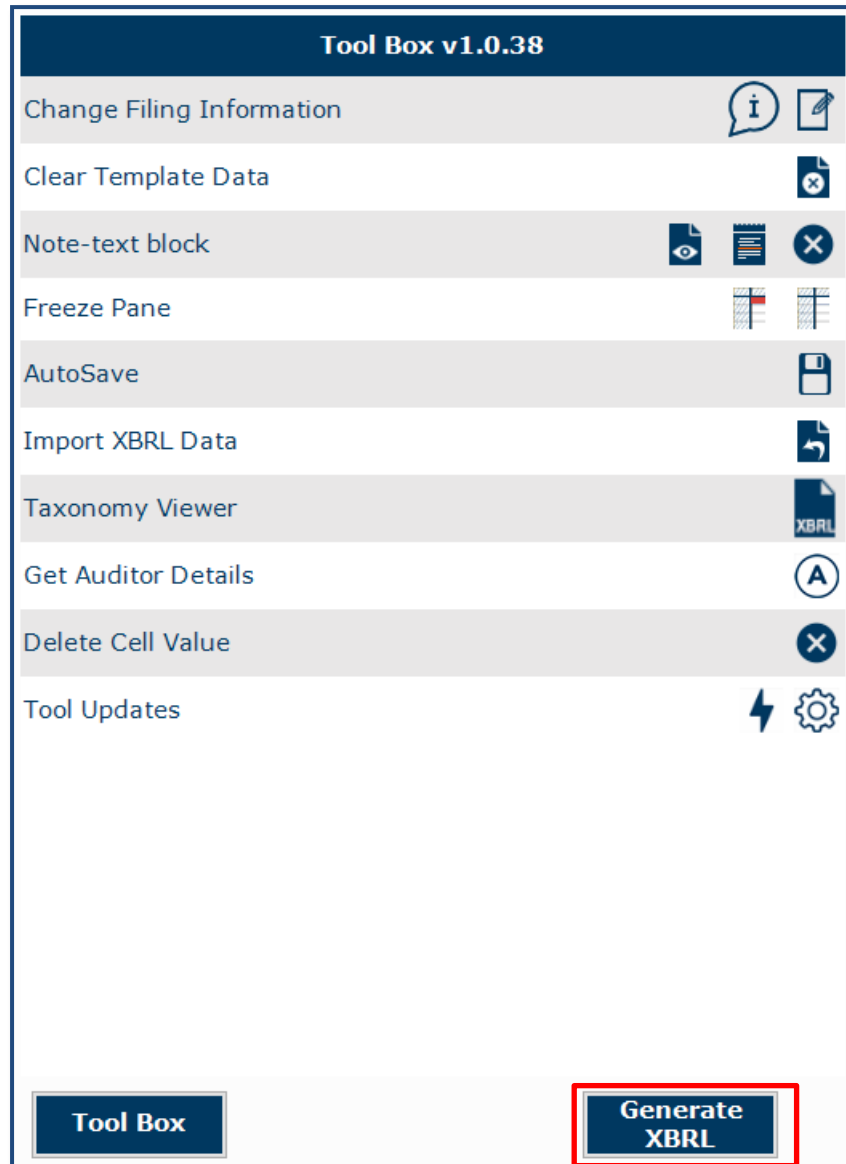 Tool Box v1.0.38
Change Filing Information
i
Clear Template Data
Note-text block
Freeze Pane
AutoSave
Import XBRL Data
Taxonomy Viewer
XBRL
Get Auditor Details
A
Delete Cell Value
Tool Updates
Tool Box
Generate
XBRL